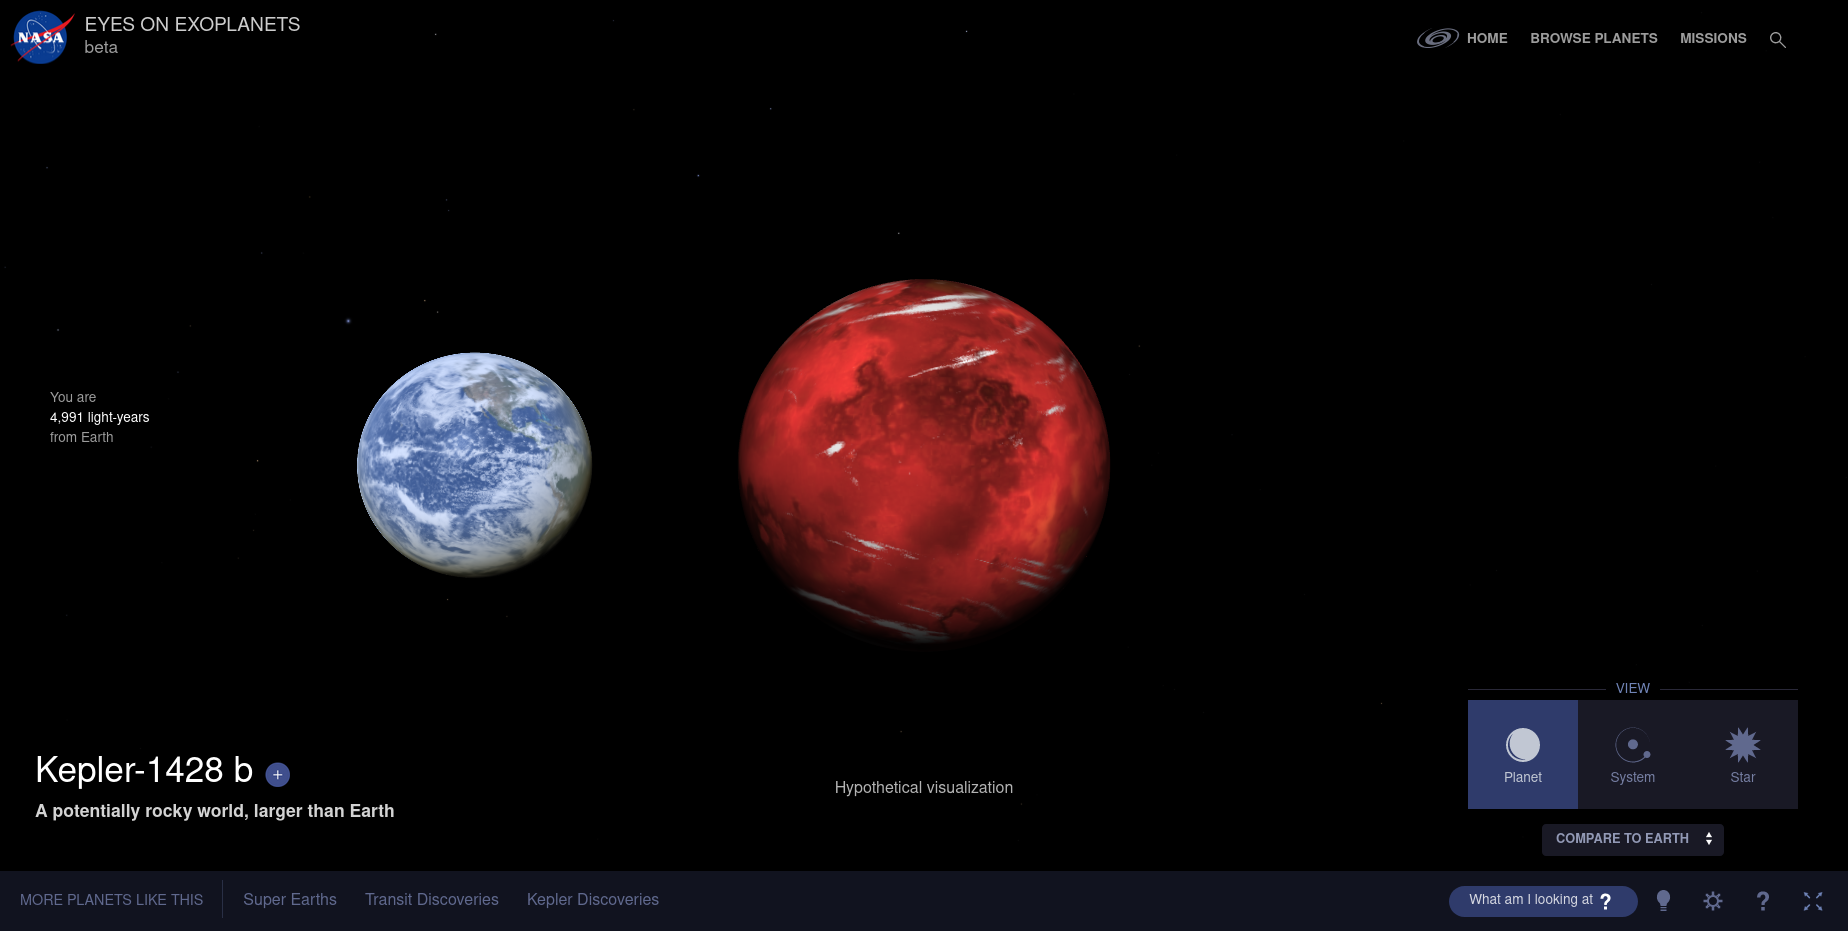 NASA
EYES ON EXOPLANETS
beta
HOME
BROWSE PLANETS
MISSIONS
You are
4,991 light-years
from Earth
Kepler-1428 b +
A potentially rocky world, larger than Earth
Hypothetical visualization
VIEW
Planet
System
Star
COMPARE TO EARTH
MORE PLANETS LIKE THIS
Super Earths
Transit Discoveries
Kepler Discoveries
What am I looking at ?
?